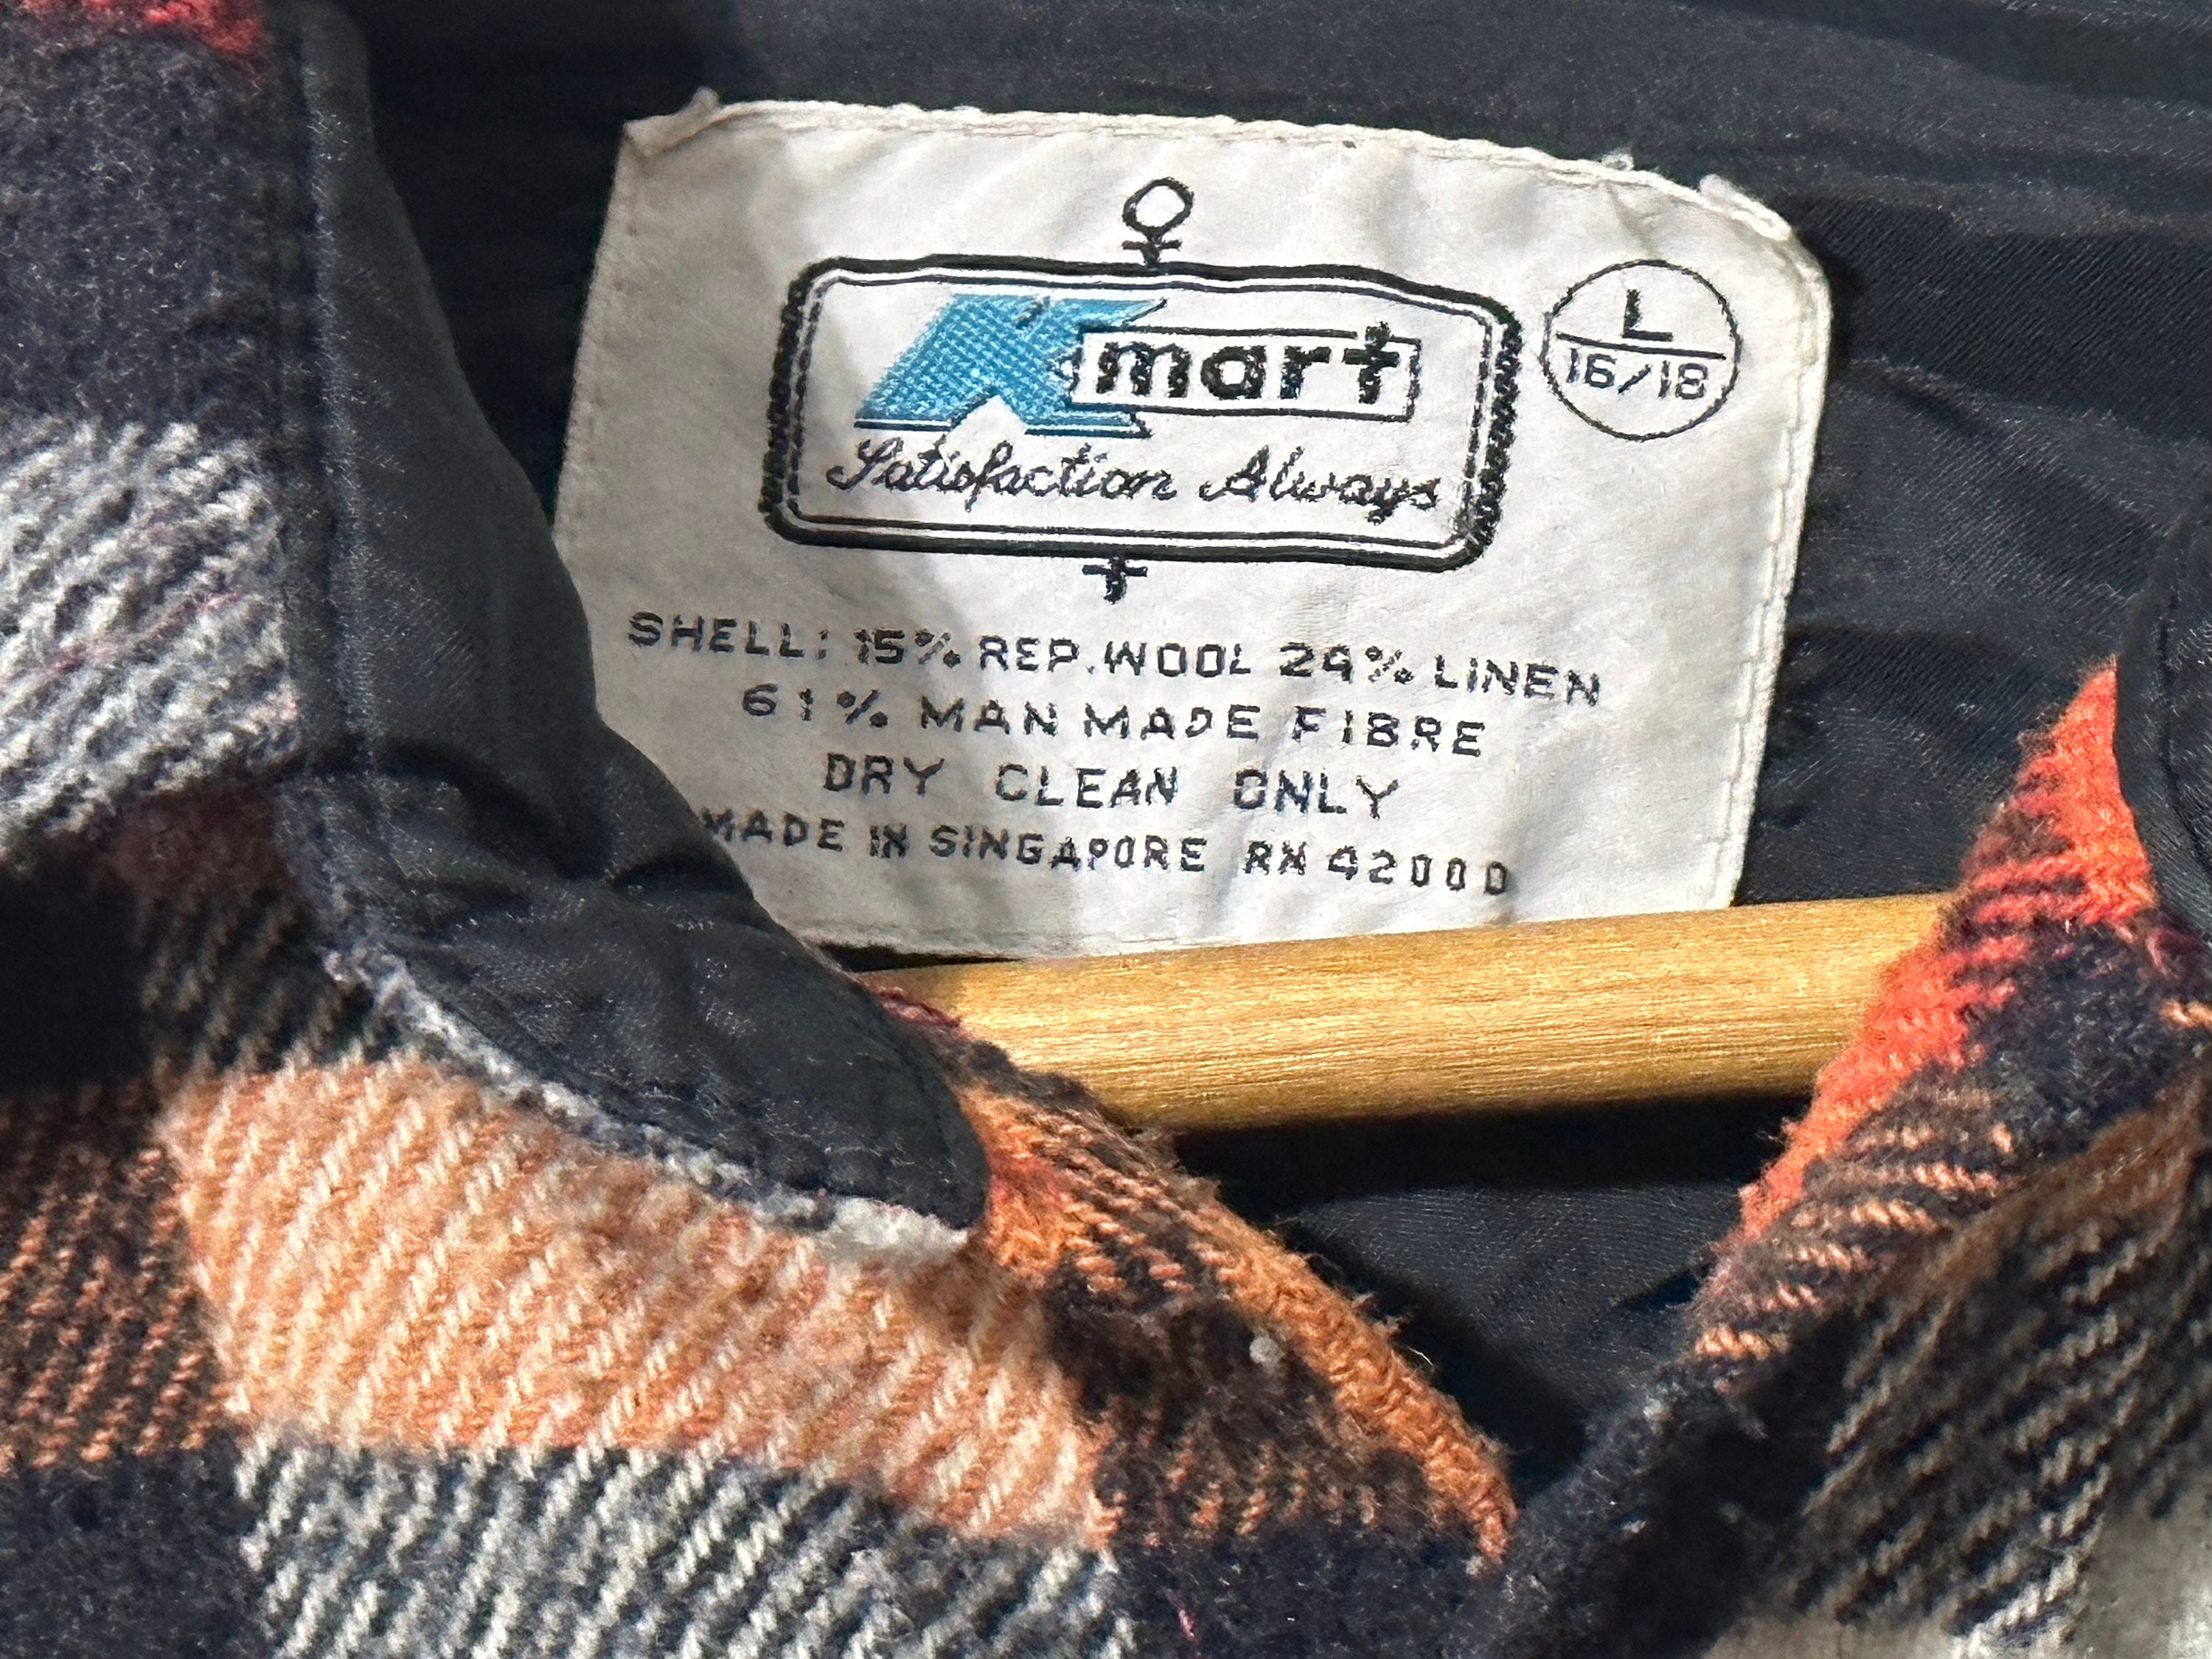 Kmart
L
16/18
Satisfaction Always
SHELL: 15% REP. WOOL 24% LINEN
61% MAN MADE FIBRE
DRY CLEAN ONLY
MADE IN SINGAPORE RN 42000